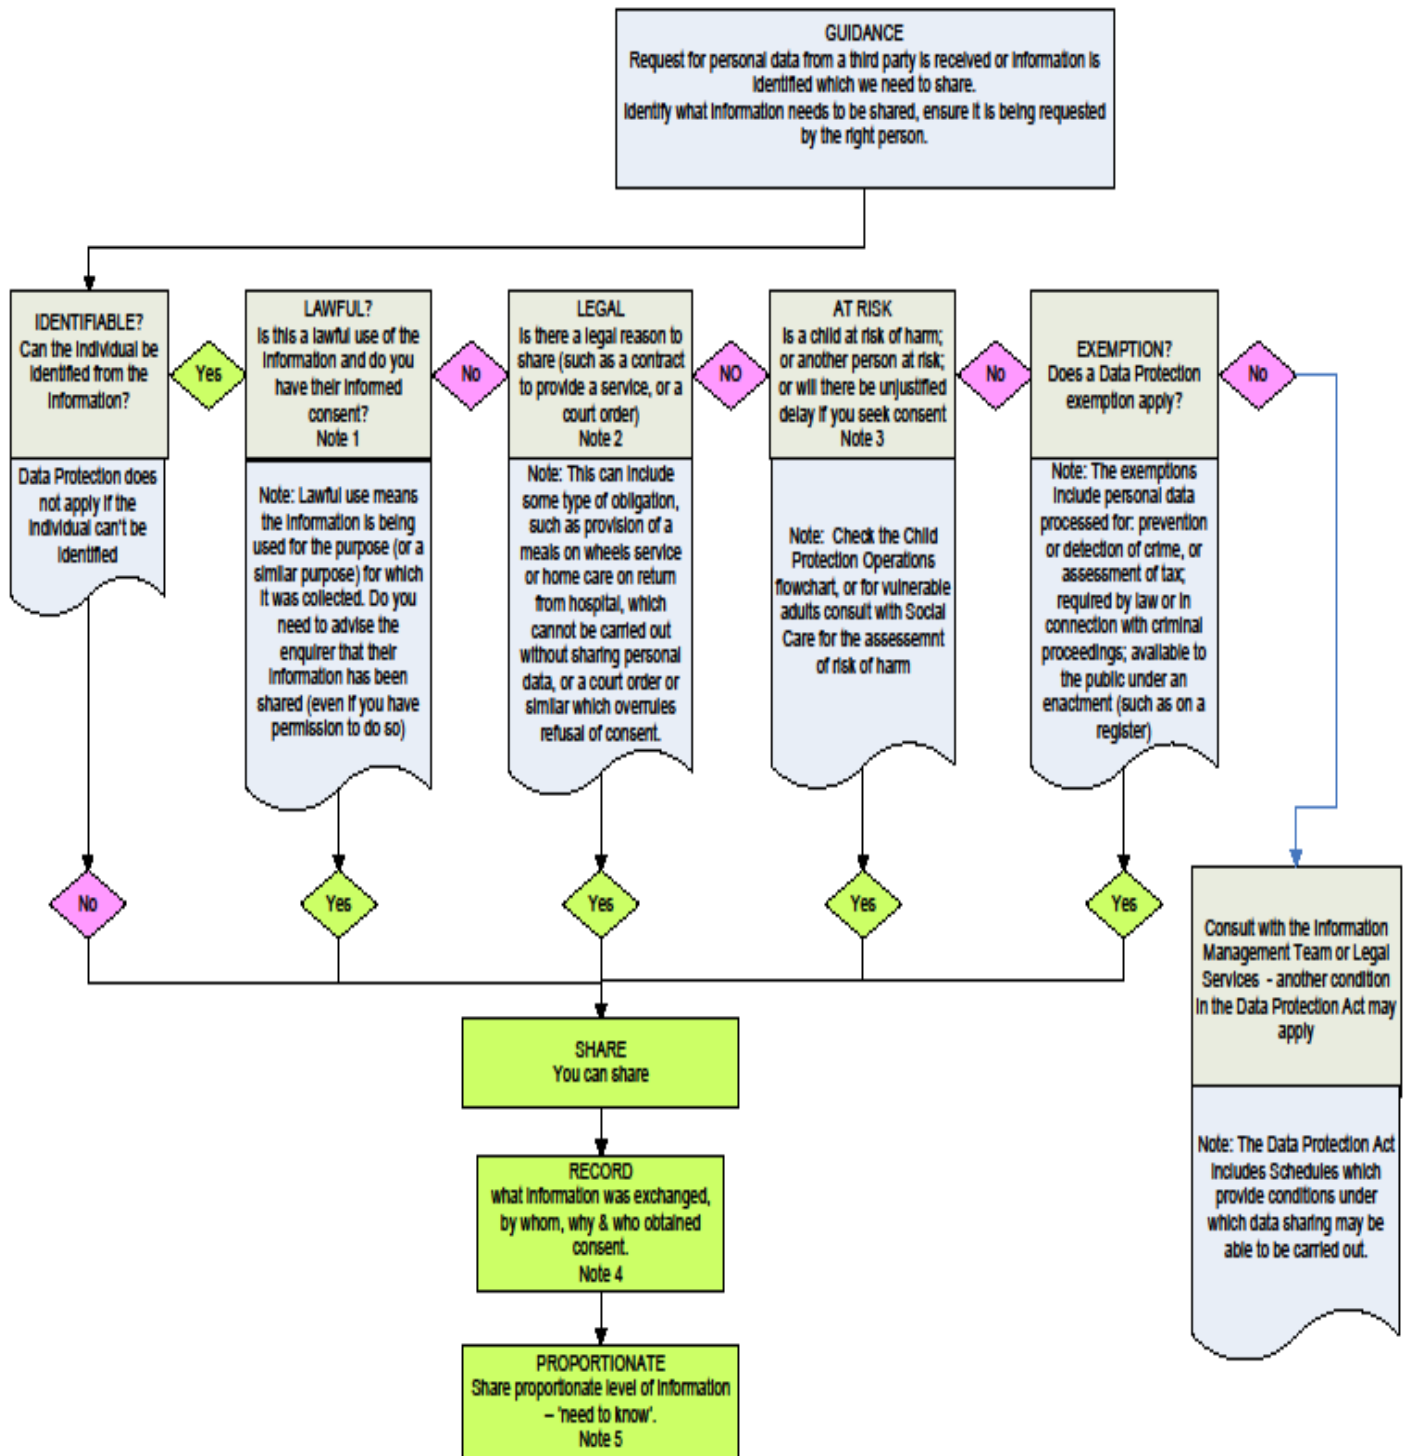 GUIDANCE
Request for personal data from a third party is received or information is
identified which we need to share.
Identify what information needs to be shared, ensure it is being requested
by the right person.
IDENTIFIABLE?
Can the individual be
identified from the
information?
Data Protection does
not apply if the
individual can't be
identified
Yes
LAWFUL?
Is this a lawful use of the
information and do you
have their informed
consent?
Note 1
Note: Lawful use means
the information is being
used for the purpose (or a
similar purpose) for which
it was collected. Do you
need to advise the
enquirer that their
information has been
shared (even if you have
permission to do so)
No
LEGAL
Is there a legal reason to
share (such as a contract
to provide a service, or a
court order)
Note 2
Note: This can include
some type of obligation,
such as provision of a
meals on wheels service
or home care on return
from hospital, which
cannot be carried out
without sharing personal
data, or a court order or
similar which overrules
refusal of consent.
NO
AT RISK
Is a child at risk of harm;
or another person at risk;
or will there be unjustified
delay if you seek consent
Note 3
Note: Check the Child
Protection Operations
flowchart, or for vulnerable
adults consult with Social
Care for the assessemnt
of risk of harm
No
EXEMPTION?
Does a Data Protection
exemption apply?
Note: The exemptions
include personal data
processed for: prevention
or detection of crime, or
assessment of tax;
required by law or in
connection with criminal
proceedings; available to
the public under an
enactment (such as on a
register)
No
No
Yes
Yes
Yes
Yes
Consult with the Information
Management Team or Legal
Services - another condition
in the Data Protection Act may
apply
Note: The Data Protection Act
includes Schedules which
provide conditions under
which data sharing may be
able to be carried out.
SHARE
You can share
RECORD
what information was exchanged,
by whom, why & who obtained
consent.
Note 4
PROPORTIONATE
Share proportionate level of information
– 'need to know'.
Note 5